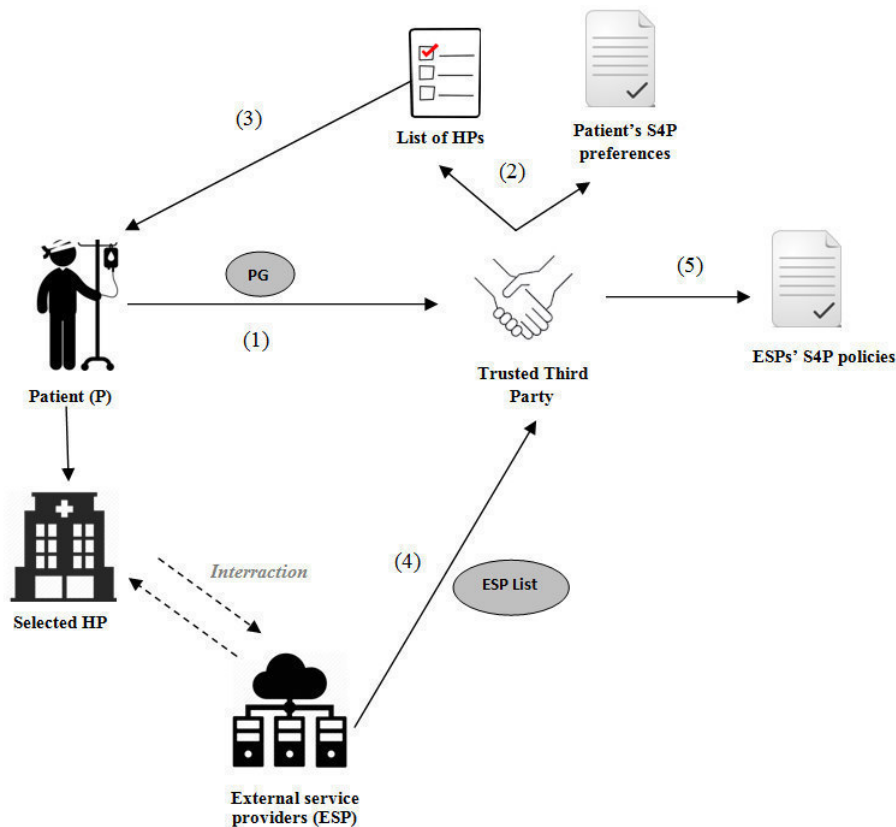 (3)
List of HPs
Patient's S4P
preferences
(2)
PG
(1)
(5)
Patient (P)
Trusted Third
Party
ESPs' S4P policies
Interraction
(4)
ESP List
Selected HP
External service
providers (ESP)